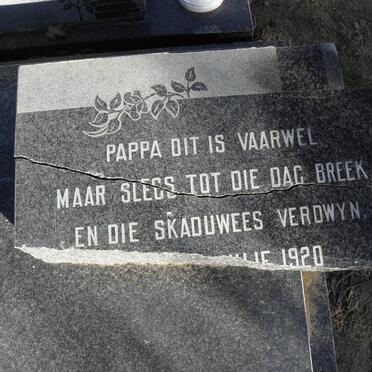 PAPPA DIT IS VAARWEL
MAAR SLEGS TOT DIE DAG BREEK
EN DIE SKADUWEES VERDWYN
1920